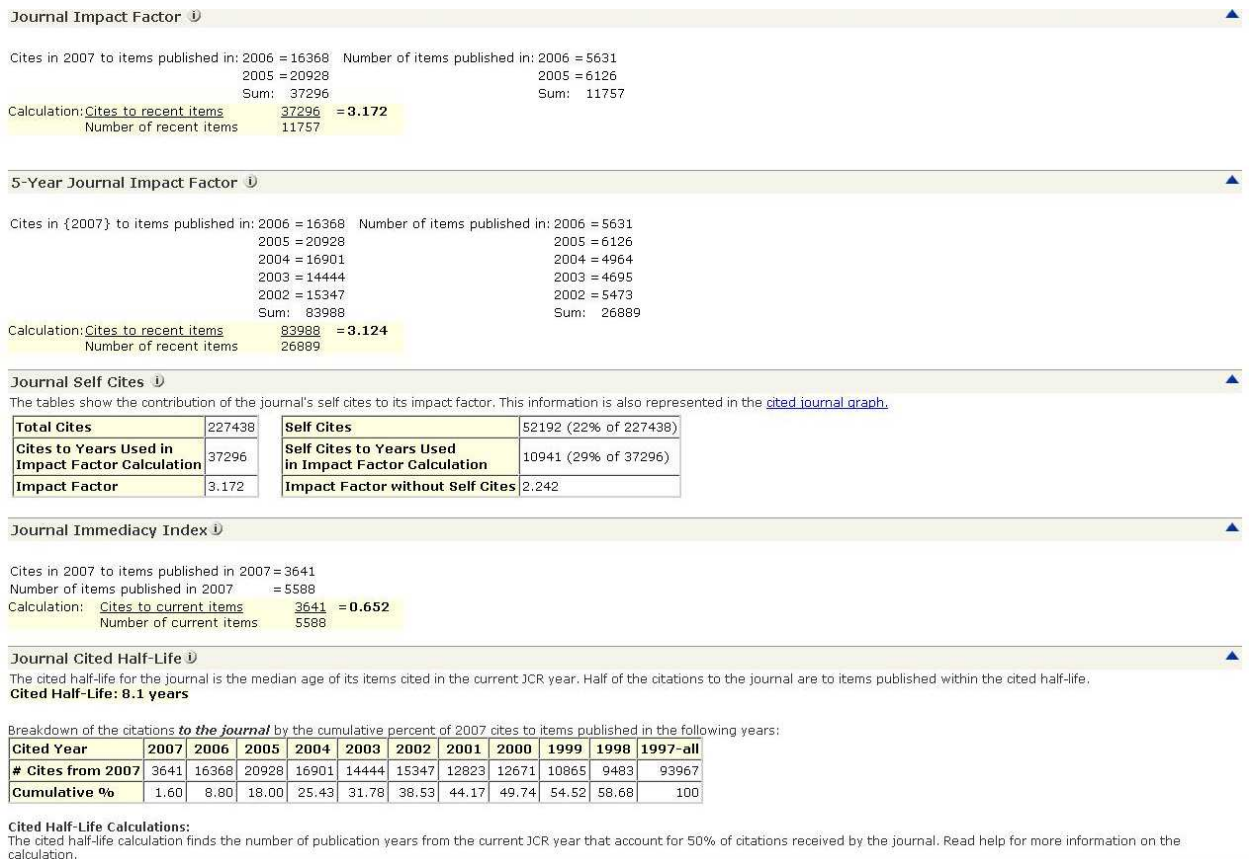 Journal Impact Factor
Cites in 2007 to items published in: 2006 =16368 Number of items published in: 2006 =5631
2005 =20928 2005 =6126
Sum: 37296 Sum: 11757
Calculation: Cites to recent items 37296 =3.172
Number of recent items 11757
5-Year Journal Impact Factor
Cites in {2007} to items published in: 2006 =16368 Number of items published in: 2006 =5631
2005 =20928 2005 =6126
2004 =16901 2004 =4964
2003 =14444 2003 =4695
2002 =15347 2002 =5473
Sum: 83988 Sum: 26889
Calculation: Cites to recent items 83988 =3.124
Number of recent items 26889
Journal Self Cites
The tables show the contribution of the journal's self cites to its impact factor. This information is also represented in the cited journal graph.
Total Cites 227438 Self Cites 52192 (22% of 227438)
Cites to Years Used in Impact Factor Calculation 37296 Self Cites to Years Used in Impact Factor Calculation 10941 (29% of 37296)
Impact Factor 3.172 Impact Factor without Self Cites 2.242
Journal Immediacy Index
Cites in 2007 to items published in 2007 =3641
Number of items published in 2007 =5588
Calculation: Cites to current items 3641 =0.652
Number of current items 5588
Journal Cited Half-Life
The cited half-life for the journal is the median age of its items cited in the current JCR year. Half of the citations to the journal are to items published within the cited half-life.
Cited Half-Life: 8.1 years
Breakdown of the citations to the journal by the cumulative percent of 2007 cites to items published in the following years:
Cited Year 2007 2006 2005 2004 2003 2002 2001 2000 1999 1998 1997-all
# Cites from 2007 3641 16368 20928 16901 14444 15347 12823 12671 10865 9483 93967
Cumulative % 1.60 8.80 18.00 25.43 31.78 38.53 44.17 49.74 54.52 58.68 100
Cited Half-Life Calculations:
The cited half-life calculation finds the number of publication years from the current JCR year that account for 50% of citations received by the journal. Read help for more information on the
calculation.